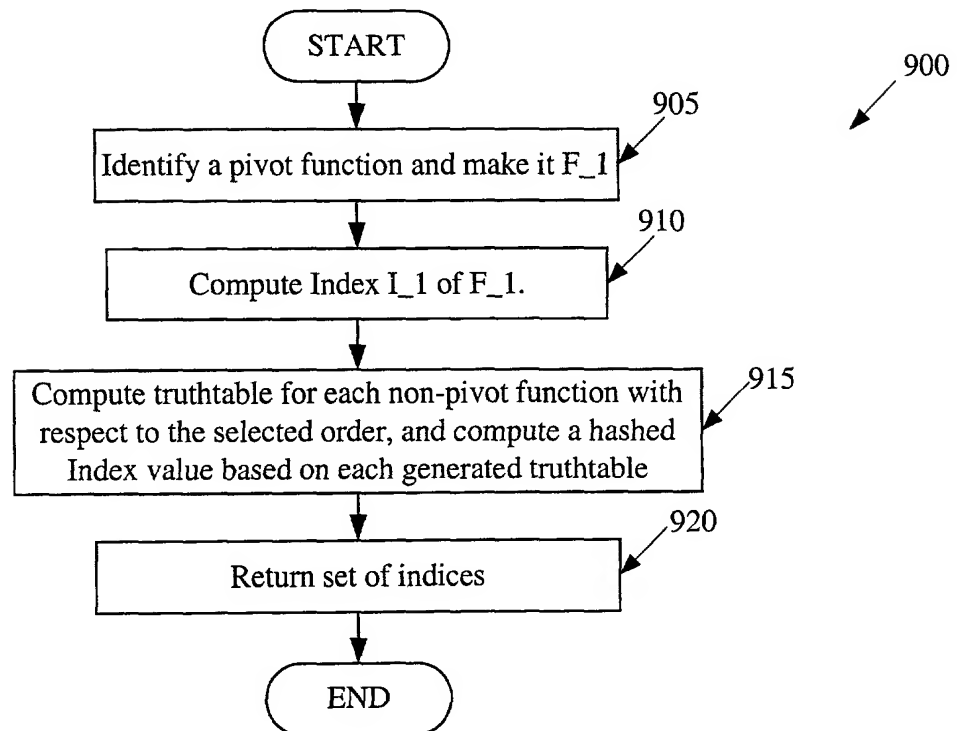 START
900
905
Identify a pivot function and make it F_1
910
Compute Index I_1 of F_1.
915
Compute truthtable for each non-pivot function with
respect to the selected order, and compute a hashed
Index value based on each generated truthtable
920
Return set of indices
END